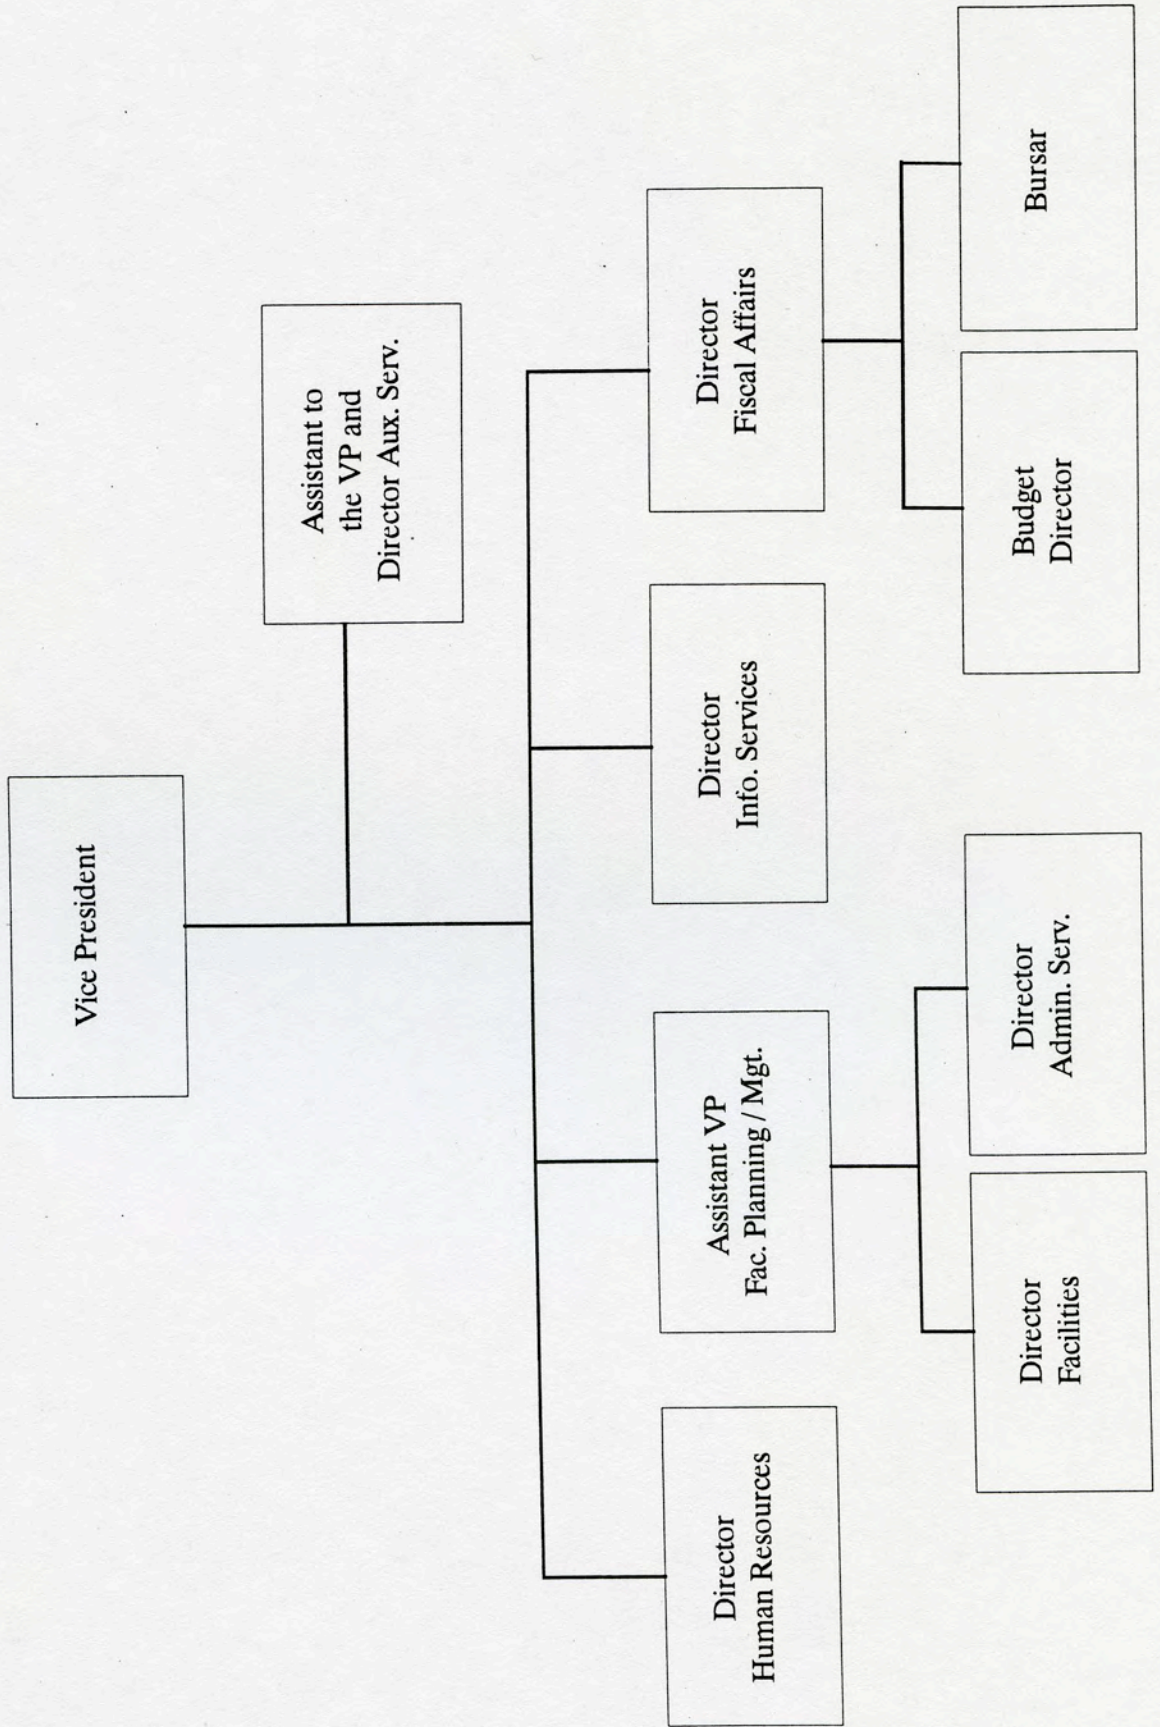 Vice President
Assistant to
the VP and
Director Aux. Serv.
Director
Human Resources
Assistant VP
Fac. Planning / Mgt.
Director
Info. Services
Director
Fiscal Affairs
Director
Facilities
Director
Admin. Serv.
Budget
Director
Bursar